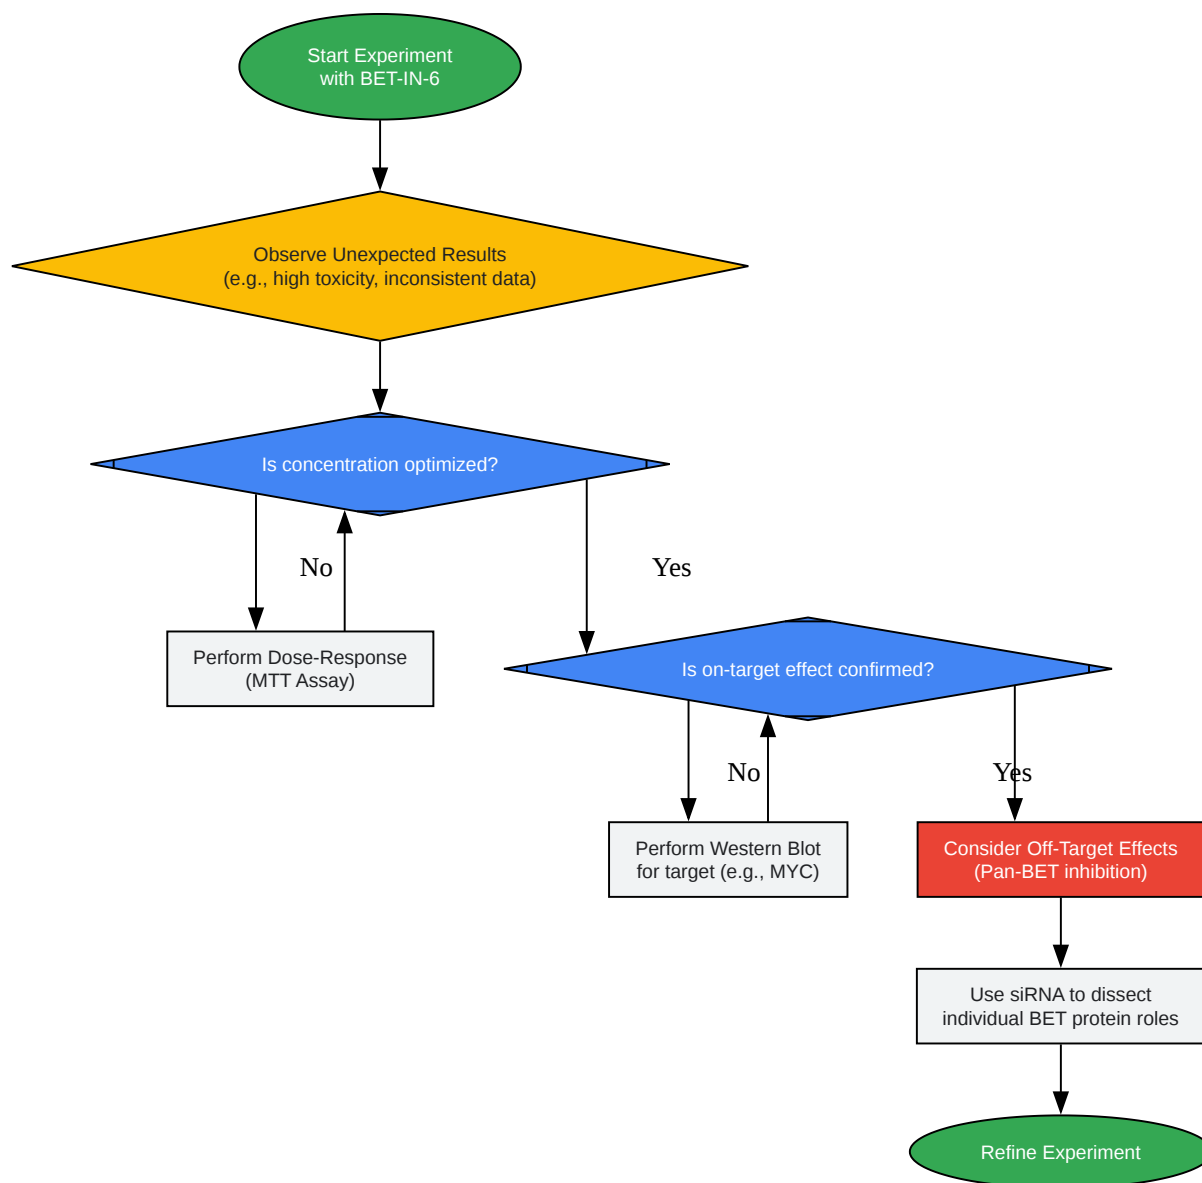 Start Experiment
with BET-IN-6
Observe Unexpected Results
(e.g., high toxicity, inconsistent data)
Is concentration optimized?
No
Yes
Perform Dose-Response
(MTT Assay)
Is on-target effect confirmed?
No
Yes
Perform Western Blot
for target (e.g., MYC)
Consider Off-Target Effects
(Pan-BET inhibition)
Use siRNA to dissect
individual BET protein roles
Refine Experiment